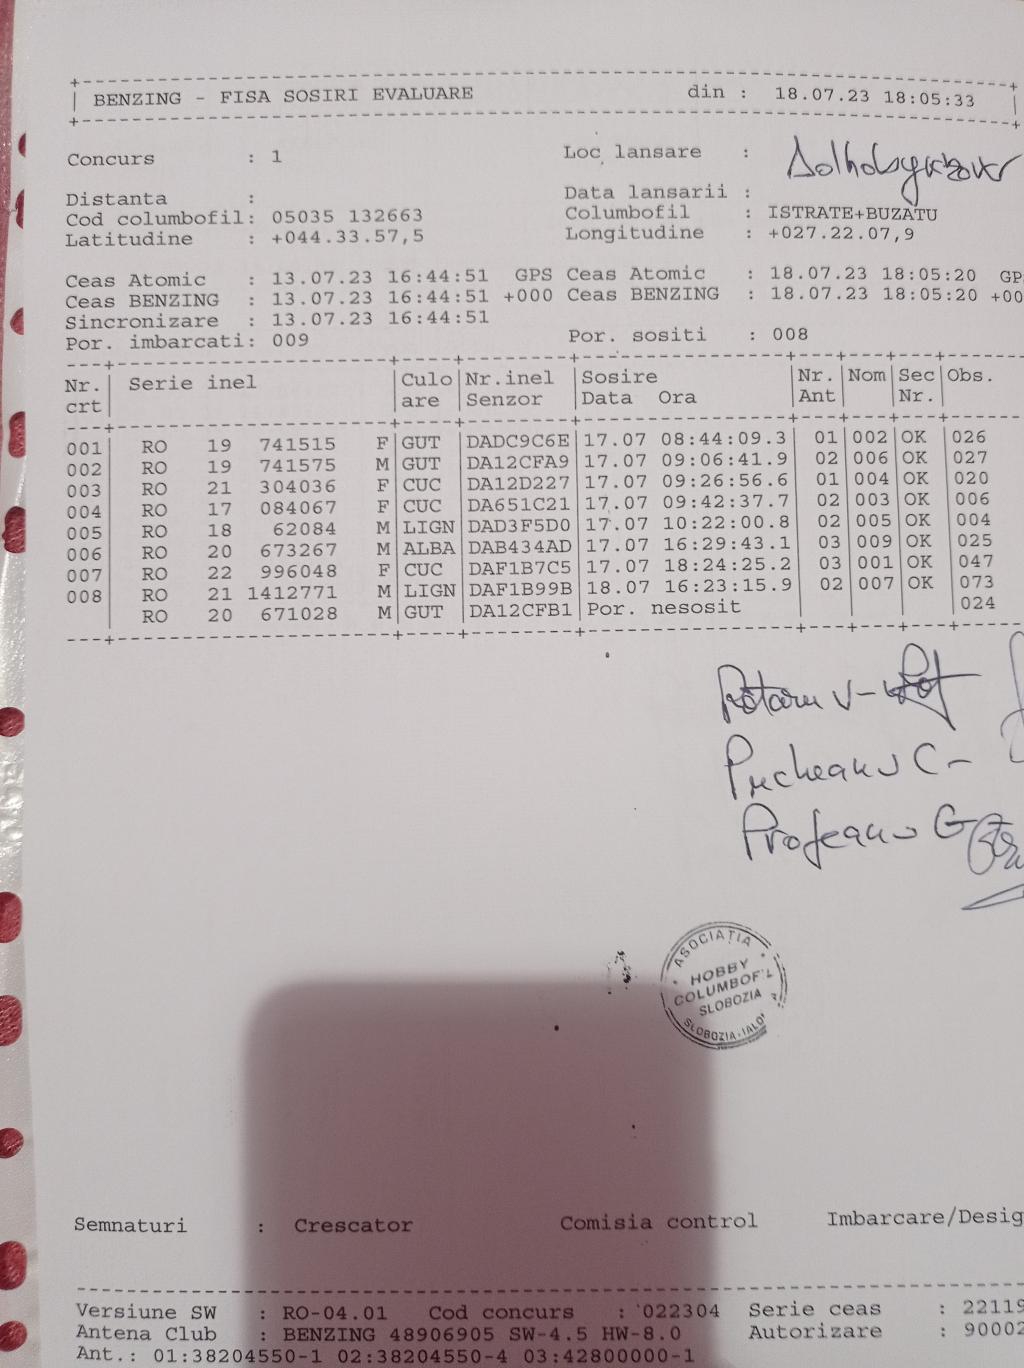 BENZING - FISA SOSIRI EVALUARE din : 18.07.23 18:05:33
Concurs : 1 Loc lansare :
Distanta : Data lansarii :
Cod columbofil: 05035 132663 Columbofil : ISTRATE+BUZATU
Latitudine : +044.33.57,5 Longitudine : +027.22.07,9
Ceas Atomic : 13.07.23 16:44:51 GPS Ceas Atomic : 18.07.23 18:05:20 GP
Ceas BENZING : 13.07.23 16:44:51 +000 Ceas BENZING : 18.07.23 18:05:20 +00
Sincronizare : 13.07.23 16:44:51
Por. imbarcati: 009 Por. sositi : 008
Nr. Serie inel Culo Nr.inel Sosire Nr. Nom Sec Obs.
crt are Senzor Data Ora Ant Nr.
001 RO 19 741515 F GUT DADC9C6E 17.07 08:44:09.3 01 002 OK 026
002 RO 19 741575 M GUT DA12CFA9 17.07 09:06:41.9 02 006 OK 027
003 RO 21 304036 F CUC DA12D227 17.07 09:26:56.6 01 004 OK 020
004 RO 17 084067 F CUC DA651C21 17.07 09:42:37.7 02 003 OK 006
005 RO 18 62084 M LIGN DAD3F5D0 17.07 10:22:00.8 02 005 OK 004
006 RO 20 673267 M ALBA DAB434AD 17.07 16:29:43.1 03 009 OK 025
007 RO 22 996048 F CUC DAF1B7C5 17.07 18:24:25.2 03 001 OK 047
008 RO 21 1412771 M LIGN DAF1B99B 18.07 16:23:15.9 02 007 OK 073
RO 20 671028 M GUT DA12CFB1 Por. nesosit 024
Rotaru V-
C-
Profeanu G
ASOCIAȚIA
HOBBY
COLUMBOFIL
SLOBOZIA
SLOBOZIA-IALO
Semnaturi : Crescator Comisia control Imbarcare/Desig
Versiune SW : RO-04.01 Cod concurs : 022304 Serie ceas : 22119
Antena Club : BENZING 48906905 SW-4.5 HW-8.0 Autorizare : 90002
Ant.: 01:38204550-1 02:38204550-4 03:42800000-1